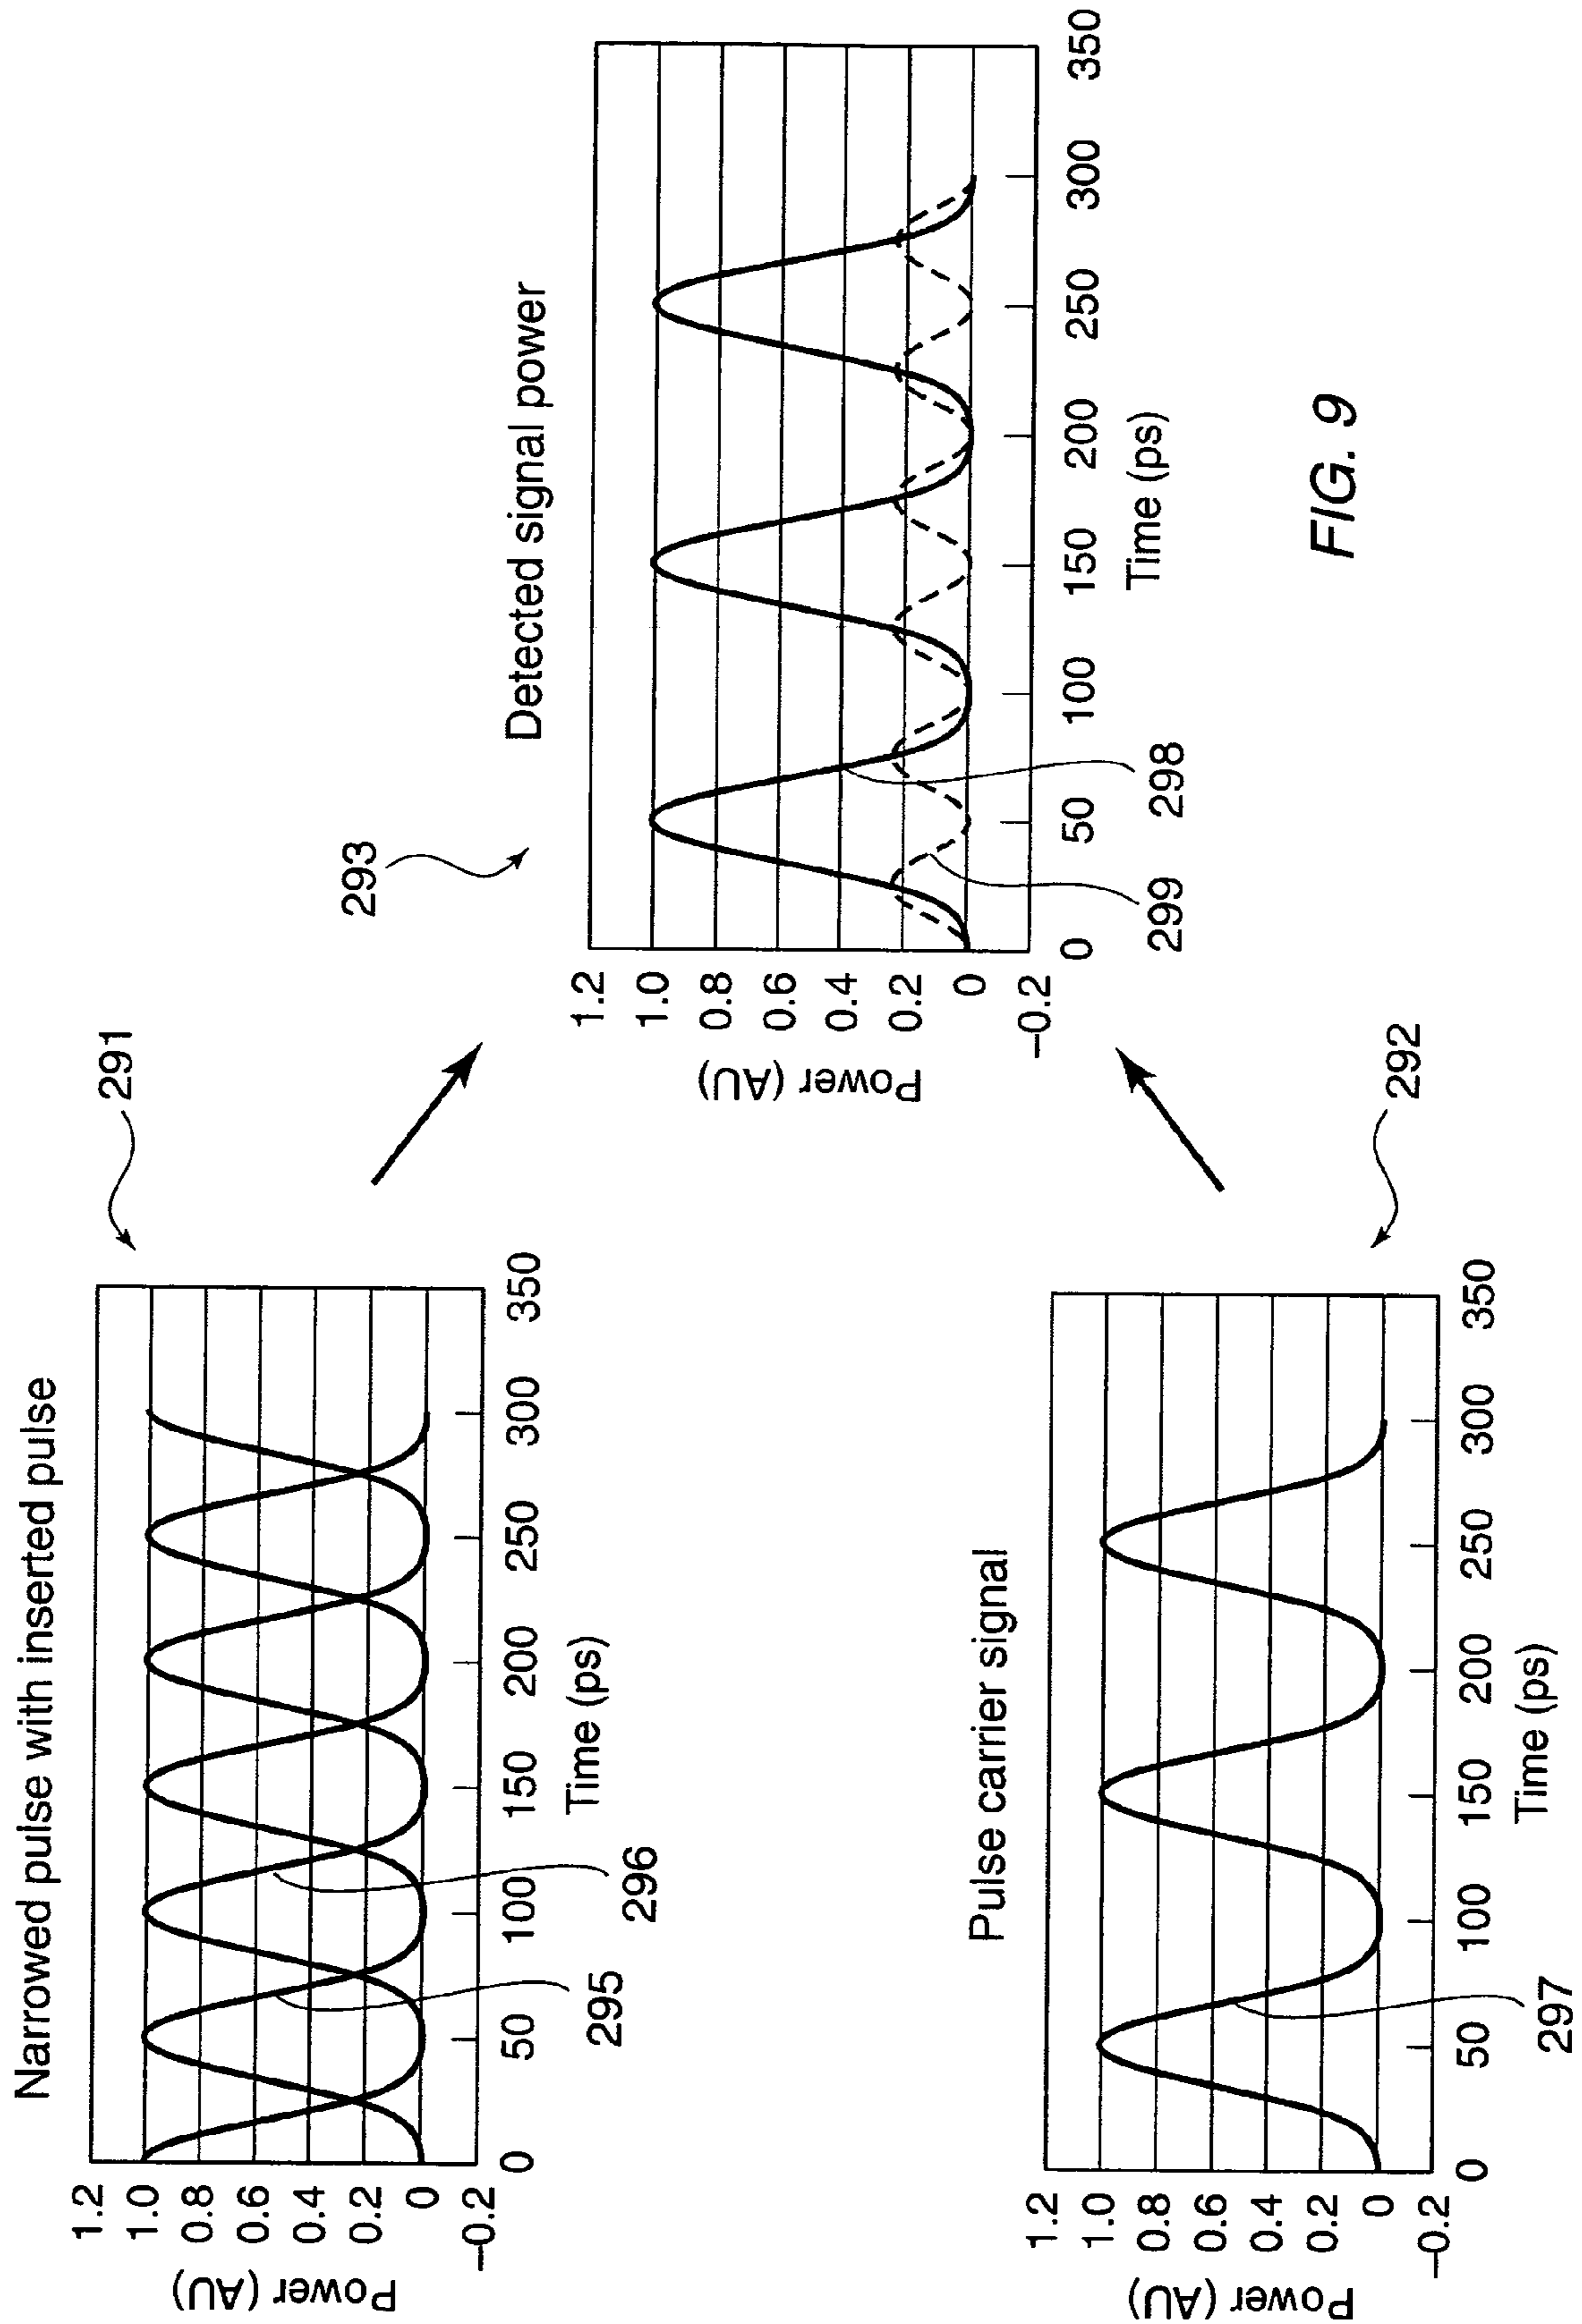 Narrowed pulse with inserted pulse
291
Power (AU)
1.2
1.0
0.8
0.6
0.4
0.2
0
–0.2
0 50 100 150 200 250 300 350
Time (ps)
295
296
Pulse carrier signal
292
Power (AU)
1.2
1.0
0.8
0.6
0.4
0.2
0
–0.2
0 50 100 150 200 250 300 350
Time (ps)
297
293
Detected signal power
Power (AU)
1.2
1.0
0.8
0.6
0.4
0.2
0
–0.2
0 50 100 150 200 250 300 350
Time (ps)
299
298
FIG. 9